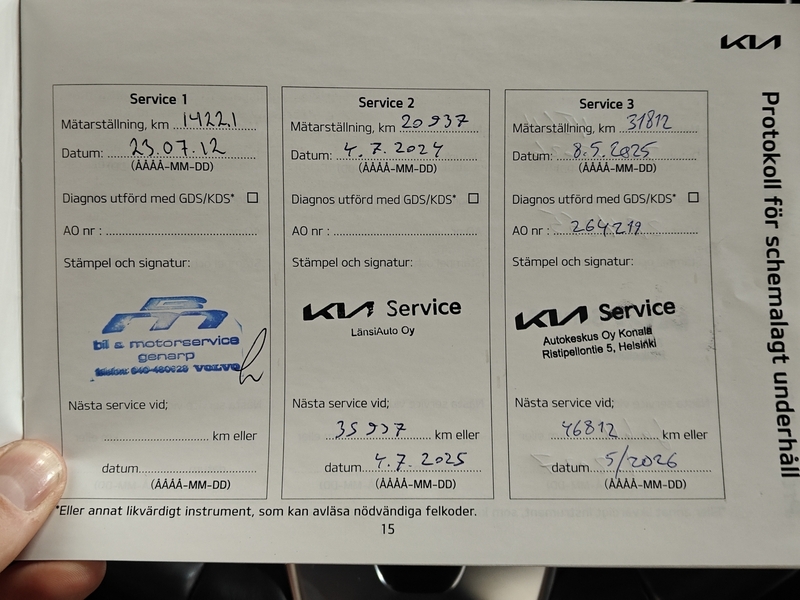 KIA
Protokoll för schemalagt underhåll
Service 1
Mätarställning, km 14221
Datum: 23.07.12
(ÅÅÅÅ-MM-DD)
Diagnos utförd med GDS/KDS*
AO nr :
Stämpel och signatur:
bil & motorservice
genarp
VOLVO
Nästa service vid;
km eller
datum
(ÅÅÅÅ-MM-DD)
Service 2
Mätarställning, km 20937
Datum: 4.7.2024
(ÅÅÅÅ-MM-DD)
Diagnos utförd med GDS/KDS*
AO nr :
Stämpel och signatur:
KIA Service
LänsiAuto Oy
Nästa service vid;
35937 km eller
datum 4.7.2025
(ÅÅÅÅ-MM-DD)
Service 3
Mätarställning, km 31812
Datum: 8.5.2025
(ÅÅÅÅ-MM-DD)
Diagnos utförd med GDS/KDS*
AO nr : 264219
Stämpel och signatur:
KIA Service
Autokeskus Oy Konala
Ristipellontie 5, Helsinki
Nästa service vid;
46812 km eller
datum 5/2026
(ÅÅÅÅ-MM-DD)
*Eller annat likvärdigt instrument, som kan avläsa nödvändiga felkoder.
15